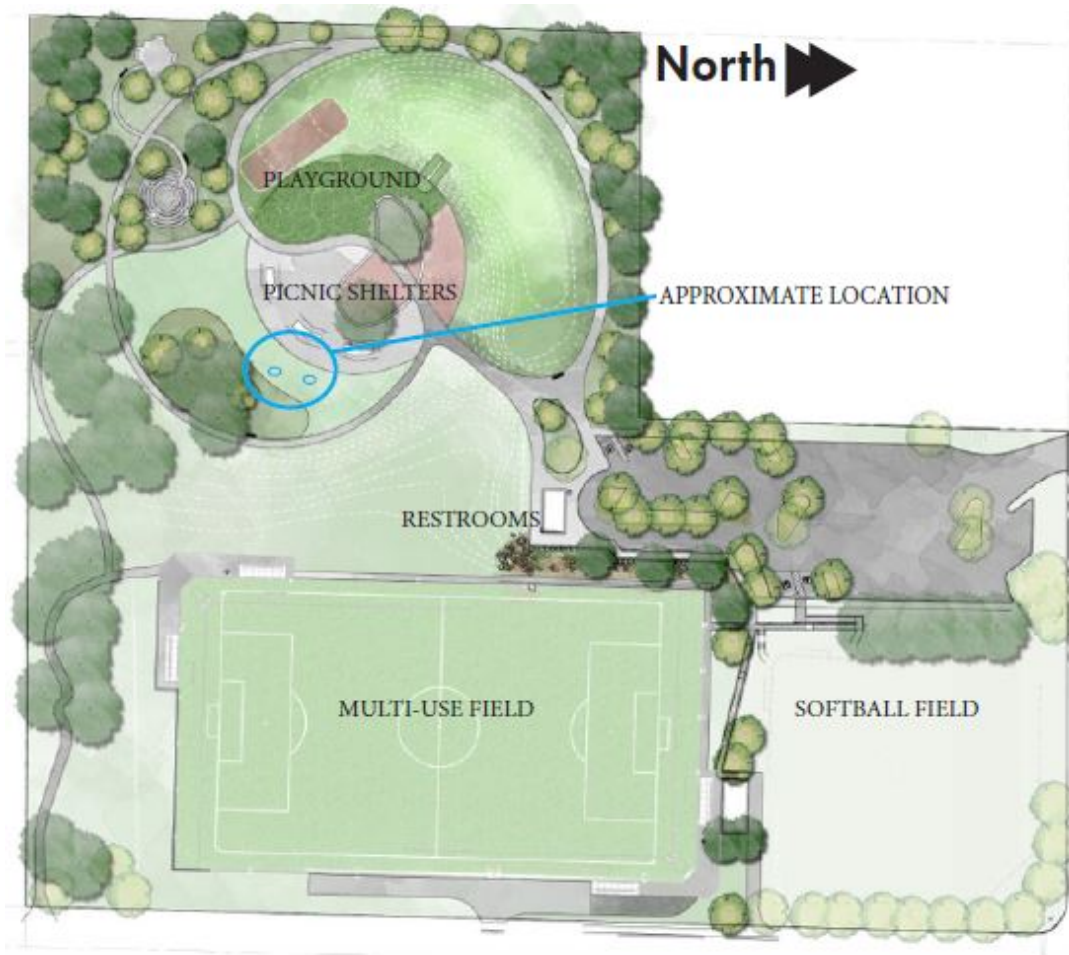 North
PLAYGROUND
PICNIC SHELTERS
APPROXIMATE LOCATION
RESTROOMS
MULTI-USE FIELD
SOFTBALL FIELD